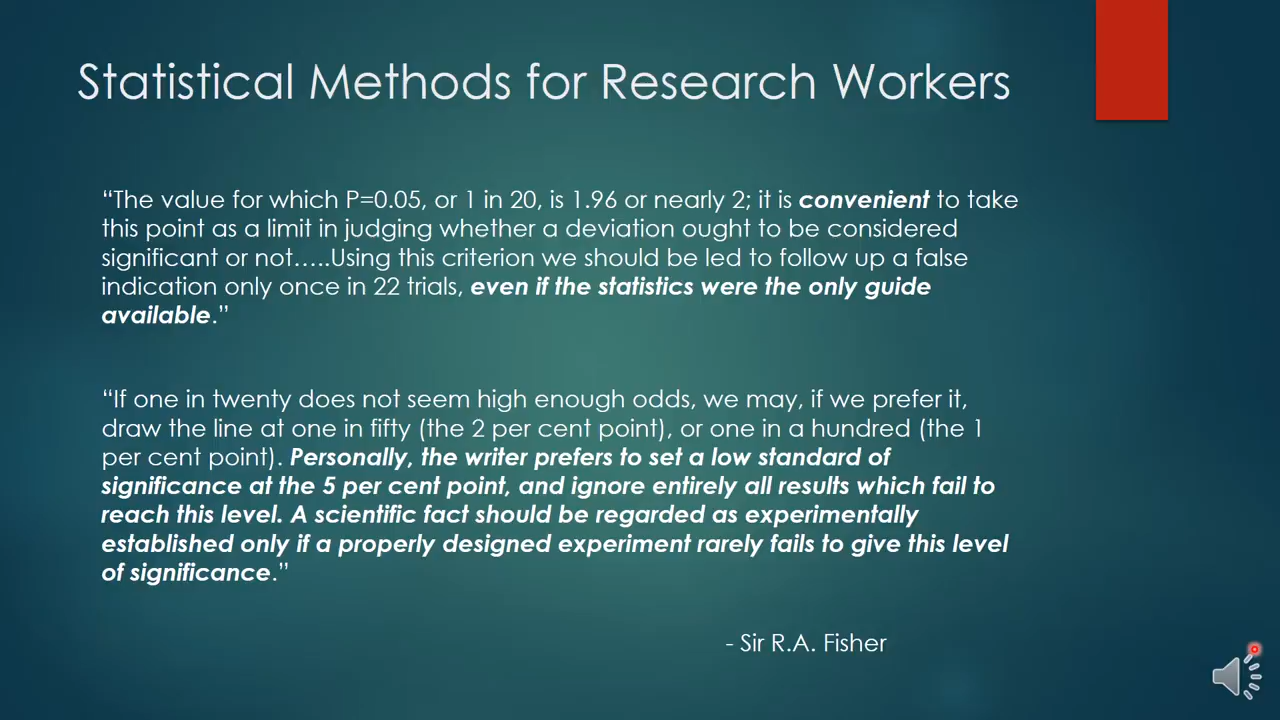 Statistical Methods for Research Workers
“The value for which P=0.05, or 1 in 20, is 1.96 or nearly 2; it is convenient to take
this point as a limit in judging whether a deviation ought to be considered
significant or not…..Using this criterion we should be led to follow up a false
indication only once in 22 trials, even if the statistics were the only guide
available.”
“If one in twenty does not seem high enough odds, we may, if we prefer it,
draw the line at one in fifty (the 2 per cent point), or one in a hundred (the 1
per cent point). Personally, the writer prefers to set a low standard of
significance at the 5 per cent point, and ignore entirely all results which fail to
reach this level. A scientific fact should be regarded as experimentally
established only if a properly designed experiment rarely fails to give this level
of significance.”
- Sir R.A. Fisher